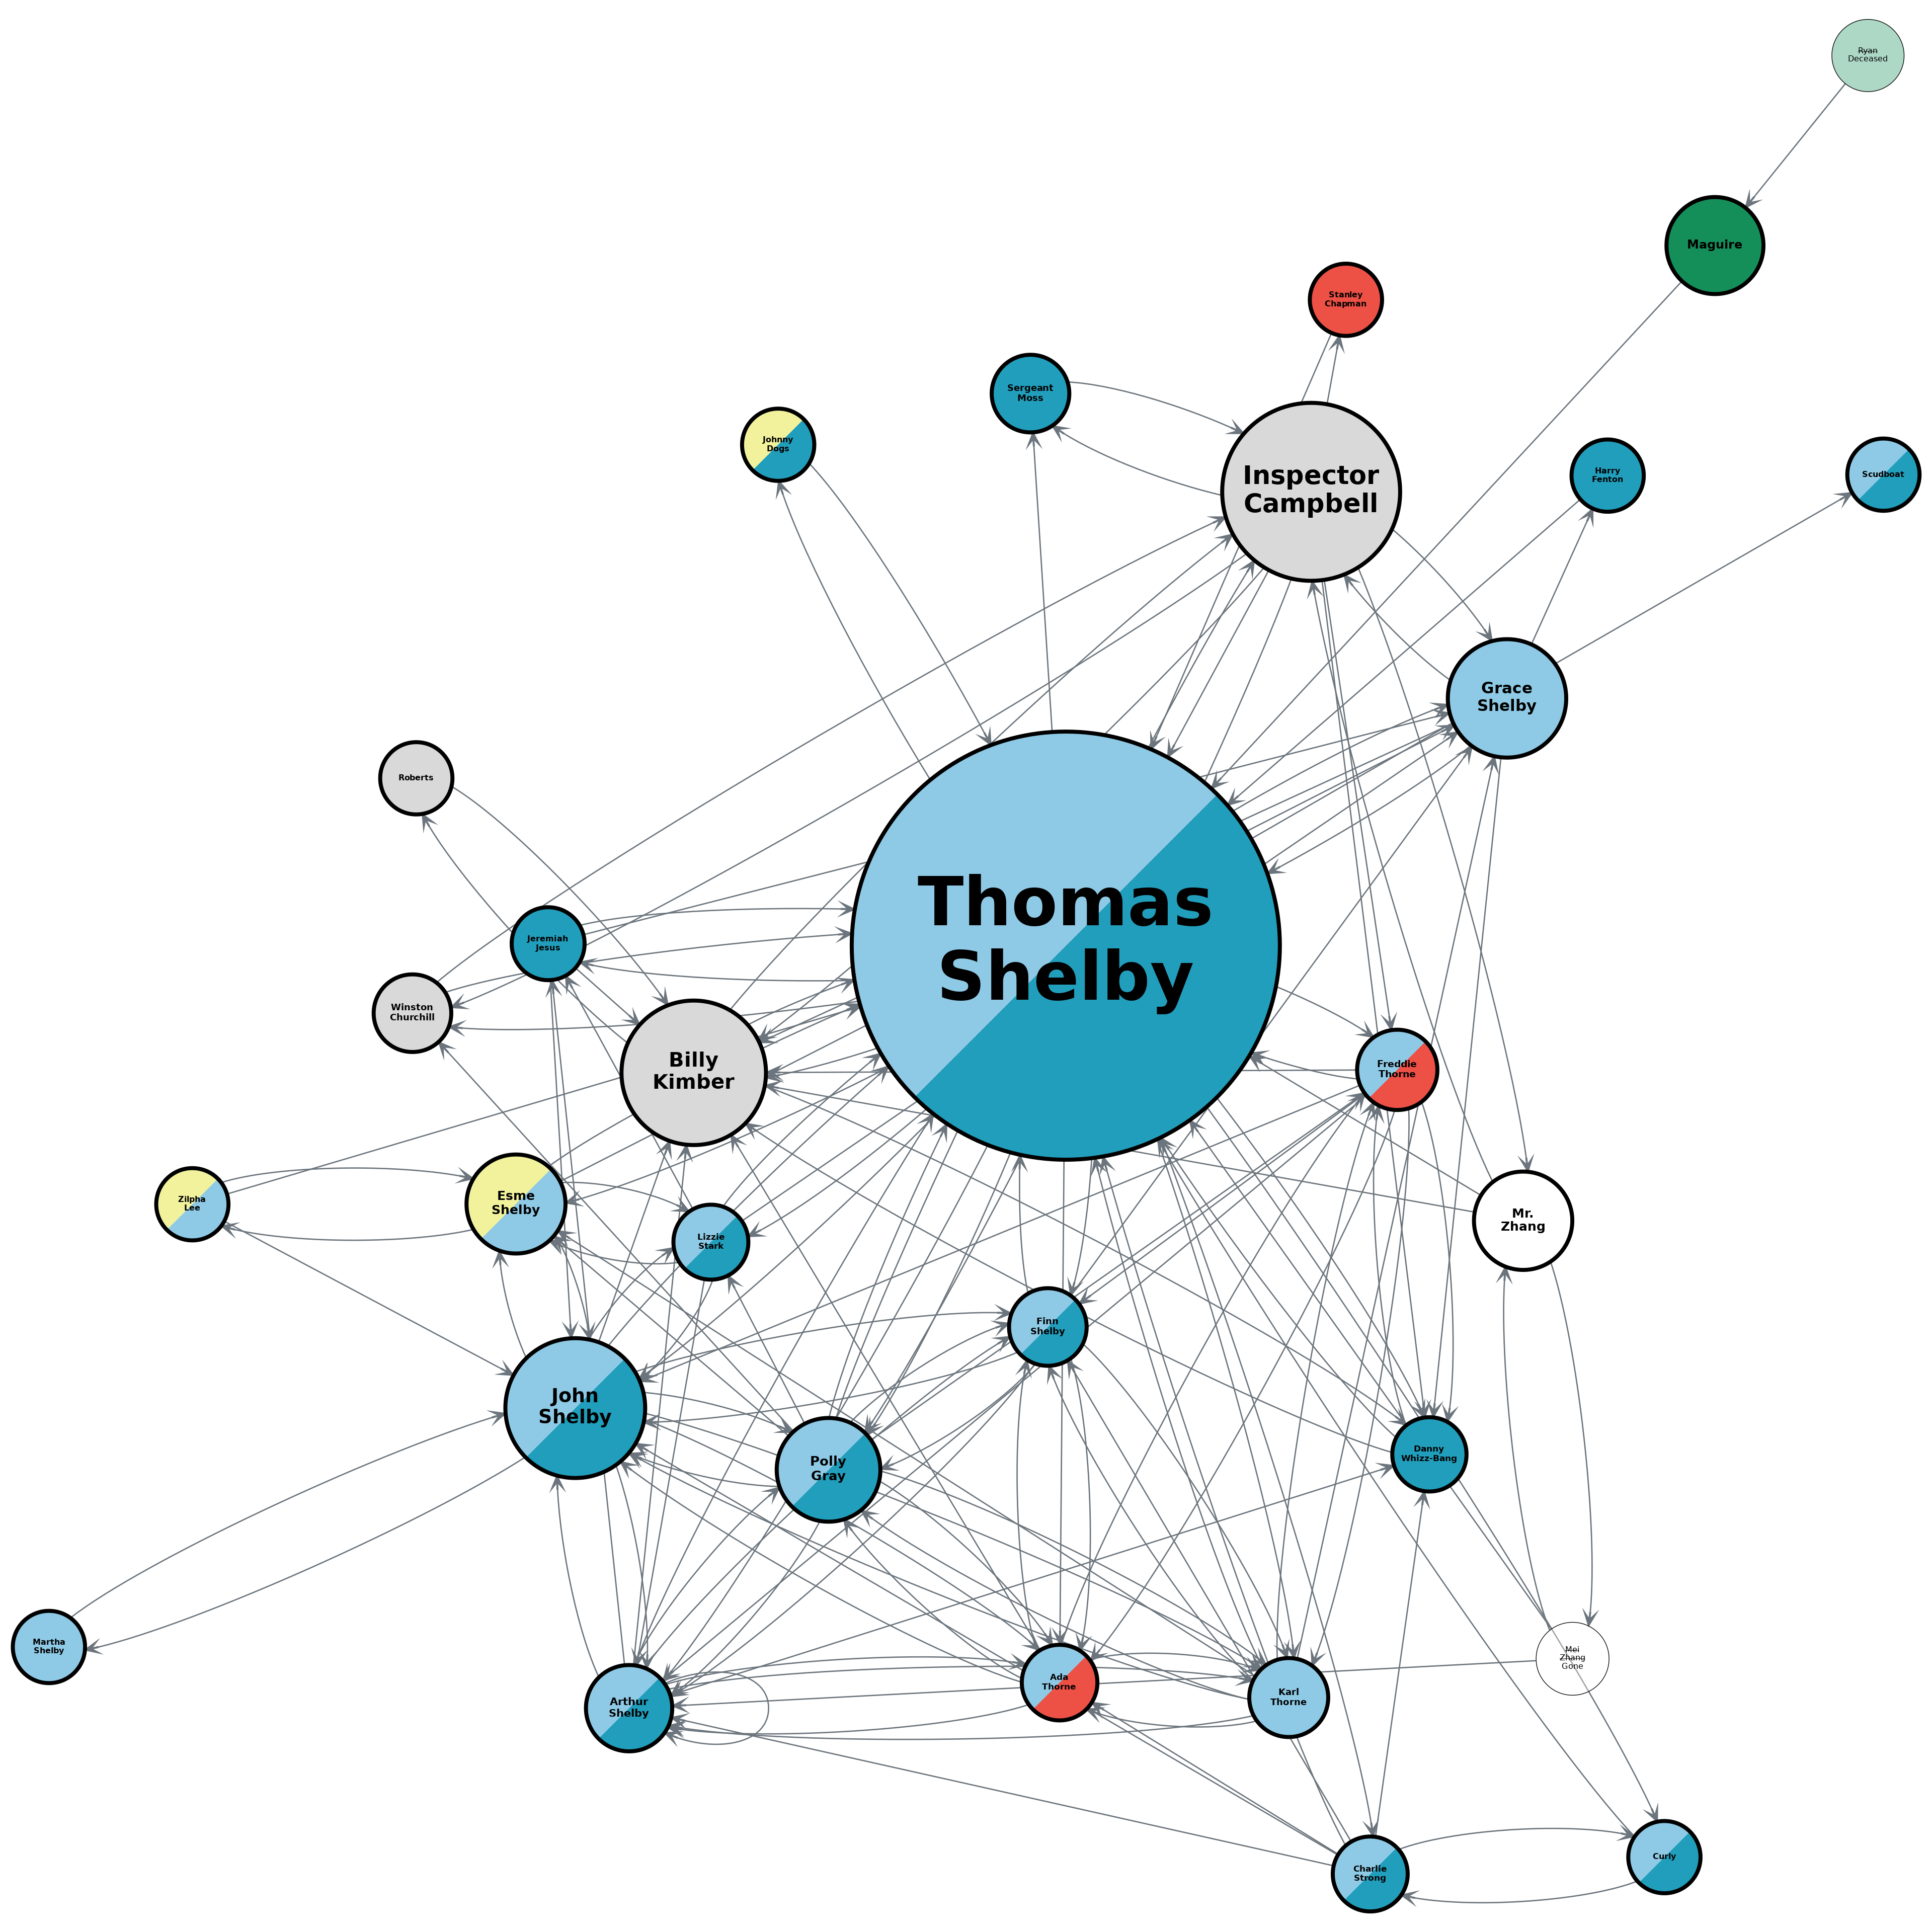 Ryan
Deceased
Maguire
Stanley
Chapman
Sergeant
Moss
Johnny
Dogs
Inspector
Campbell
Harry
Fenton
Scudboat
Grace
Shelby
Roberts
Thomas
Shelby
Jeremiah
Jesus
Winston
Churchill
Billy
Kimber
Freddie
Thorne
Zilpha
Lee
Esme
Shelby
Lizzie
Stark
Mr.
Zhang
Finn
Shelby
John
Shelby
Polly
Gray
Danny
Whizz-Bang
Martha
Shelby
Mei
Zhang
Gone
Ada
Thorne
Karl
Thorne
Arthur
Shelby
Charlie
Strong
Curly